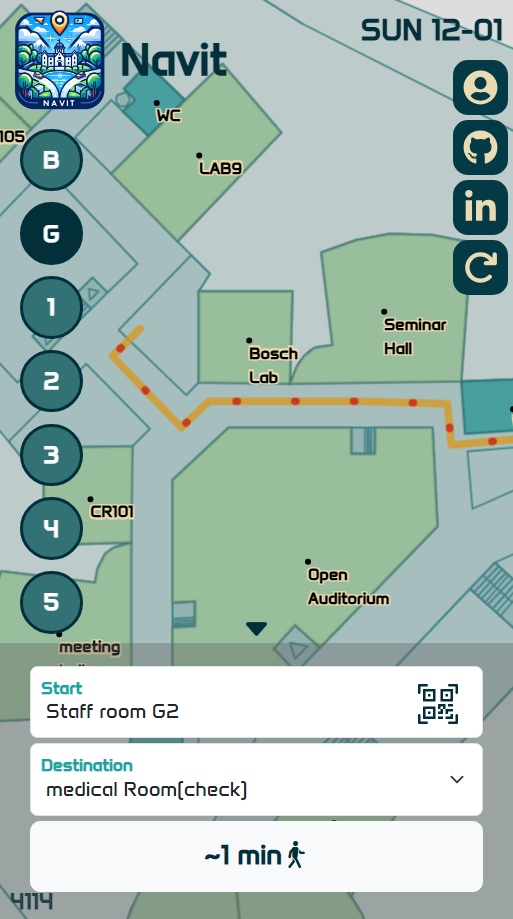 SUN 12-01
Navit
NAVIT
WC
105
B
LAB9
G
1
Seminar
Hall
Bosch
Lab
2
3
CR101
4
Open
Auditorium
5
meeting
Start
Staff room G2
Destination
medical Room(check)
~1 min
4114